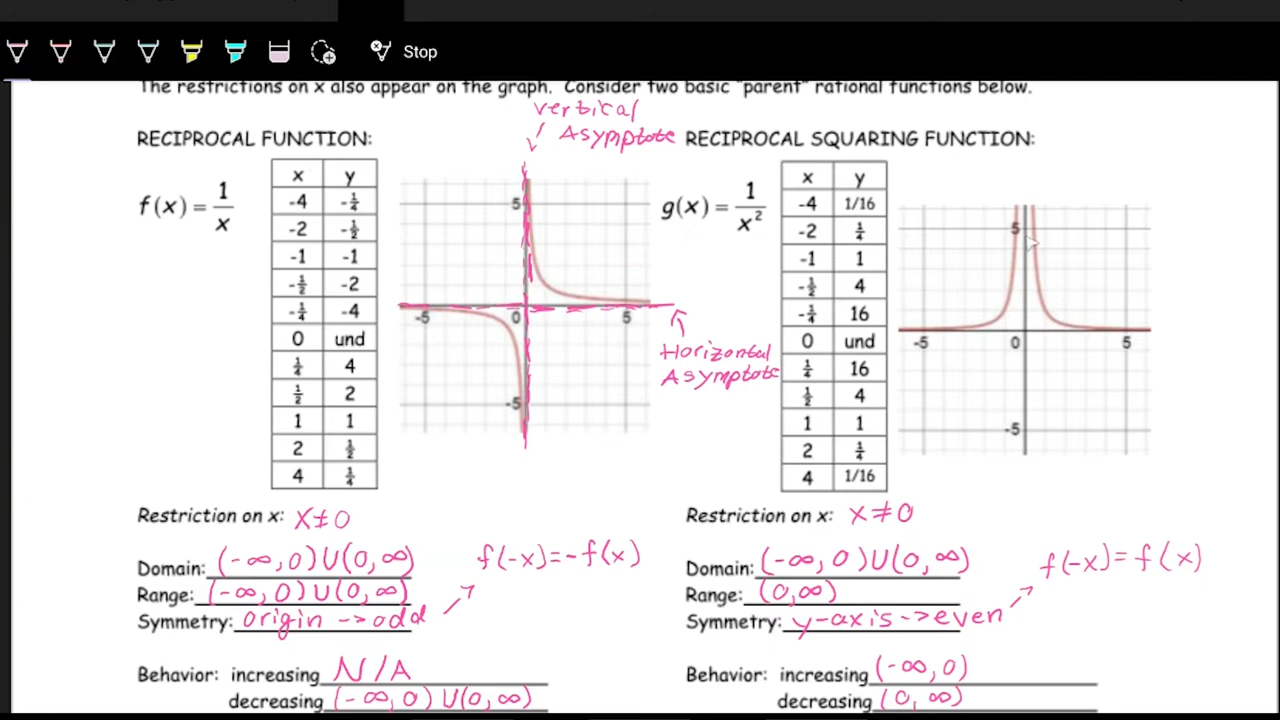 Stop
The restrictions on x also appear on the graph. Consider two basic "parent" rational functions below.
vertical
Asymptote
RECIPROCAL FUNCTION:
f(x) = 1/x
x y
-4 -1/4
-2 -1/2
-1 -1
-1/2 -2
-1/4 -4
0 und
1/4 4
1/2 2
1 1
2 1/2
4 1/4
5
-5 0 5
-5
Horizontal
Asymptote
RECIPROCAL SQUARING FUNCTION:
g(x) = 1/x²
x y
-4 1/16
-2 1/4
-1 1
-1/2 4
-1/4 16
0 und
1/4 16
1/2 4
1 1
2 1/4
4 1/16
5
-5 0 5
-5
Restriction on x: x≠0
Domain: (-∞, 0)U(0, ∞)
f(-x)=-f(x)
Range: (-∞, 0)U(0, ∞)
Symmetry: origin → odd
Behavior: increasing N/A
decreasing (-∞, 0) U(0, ∞)
Restriction on x: x≠0
Domain: (-∞, 0)U(0, ∞)
f(-x)=f(x)
Range: (0,∞)
Symmetry: y-axis → even
Behavior: increasing (-∞, 0)
decreasing (0, ∞)